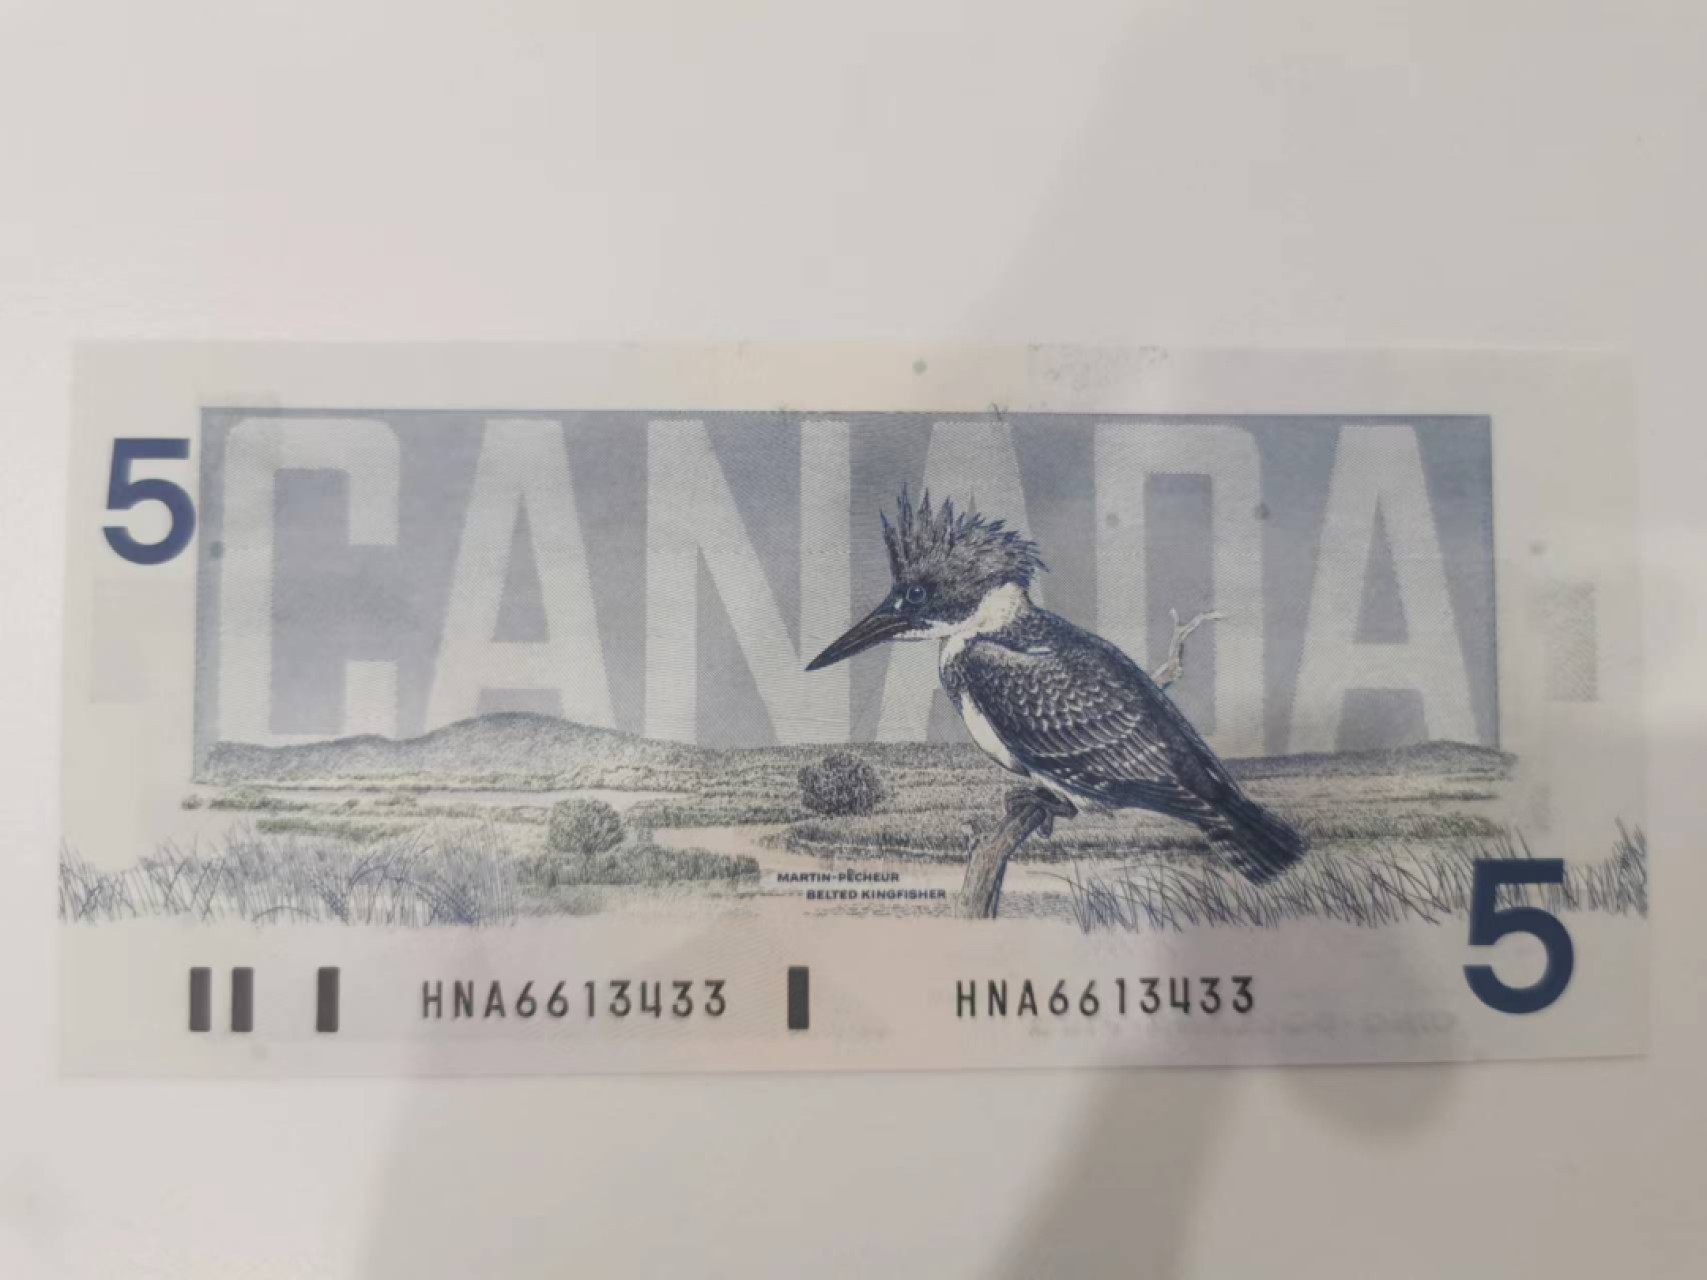 5
CANADA
MARTIN-PÊCHEUR
BELTED KINGFISHER
5
HNA6613433 HNA6613433